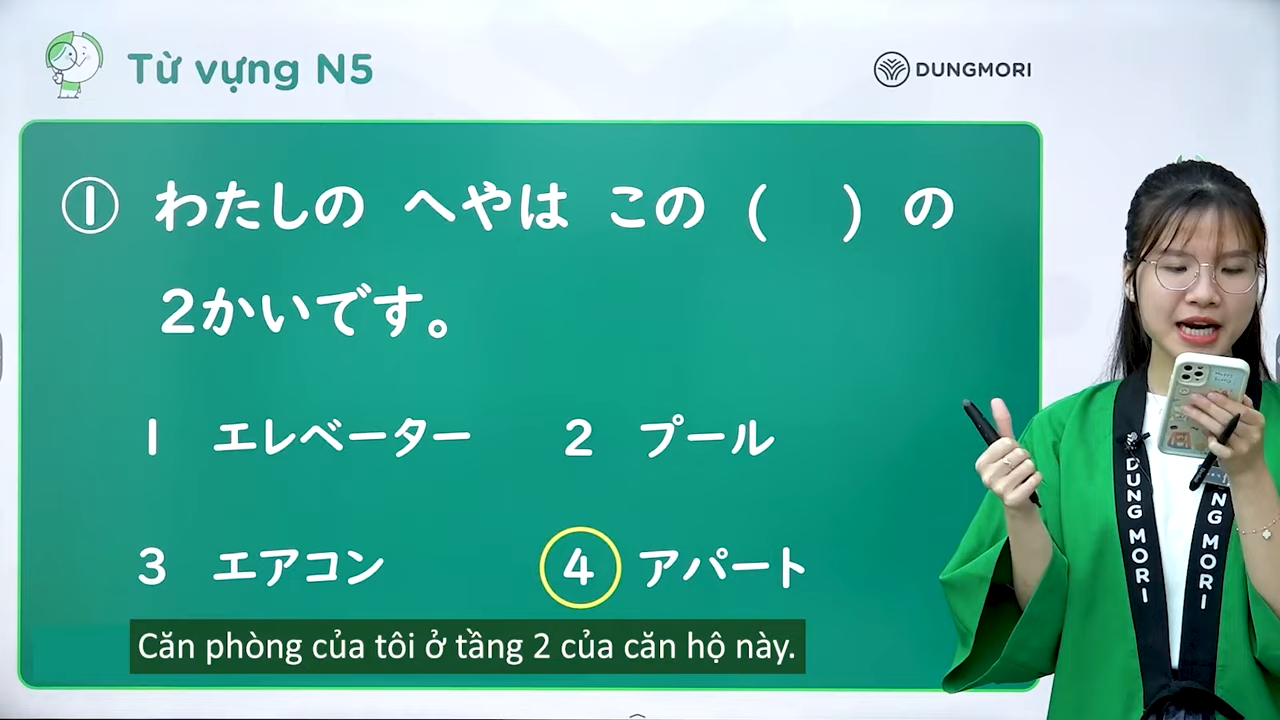 Từ vựng N5
DUNGMORI
① わたしの へやは この ( ) の
2かいです。
1 エレベーター 2 プール
3 エアコン 4 アパート
Căn phòng của tôi ở tầng 2 của căn hộ này.
DUNG MORI
NG MORI